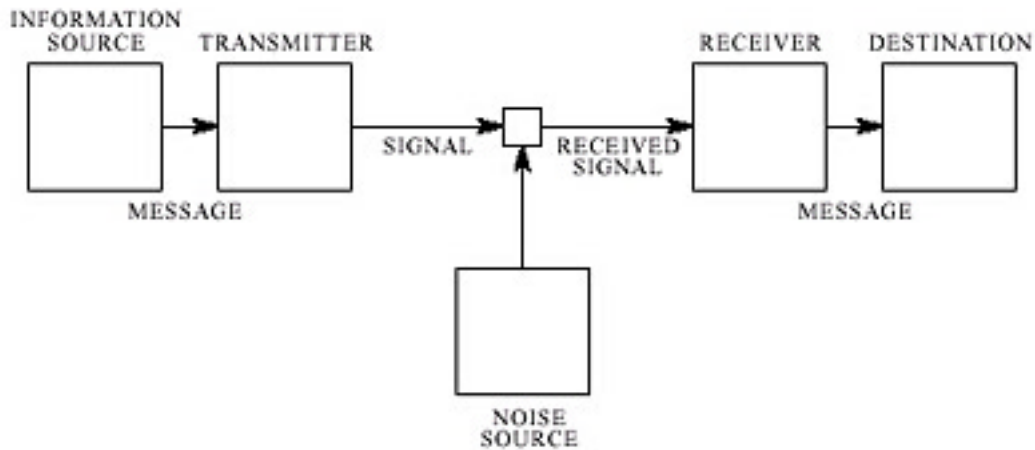 INFORMATION
SOURCE
TRANSMITTER
RECEIVER
DESTINATION
SIGNAL
RECEIVED
SIGNAL
MESSAGE
MESSAGE
NOISE
SOURCE